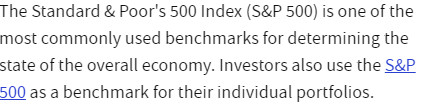 The Standard & Poor's 500 Index (S&P 500) is one of the
most commonly used benchmarks for determining the
state of the overall economy. Investors also use the S&P
500 as a benchmark for their individual portfolios.